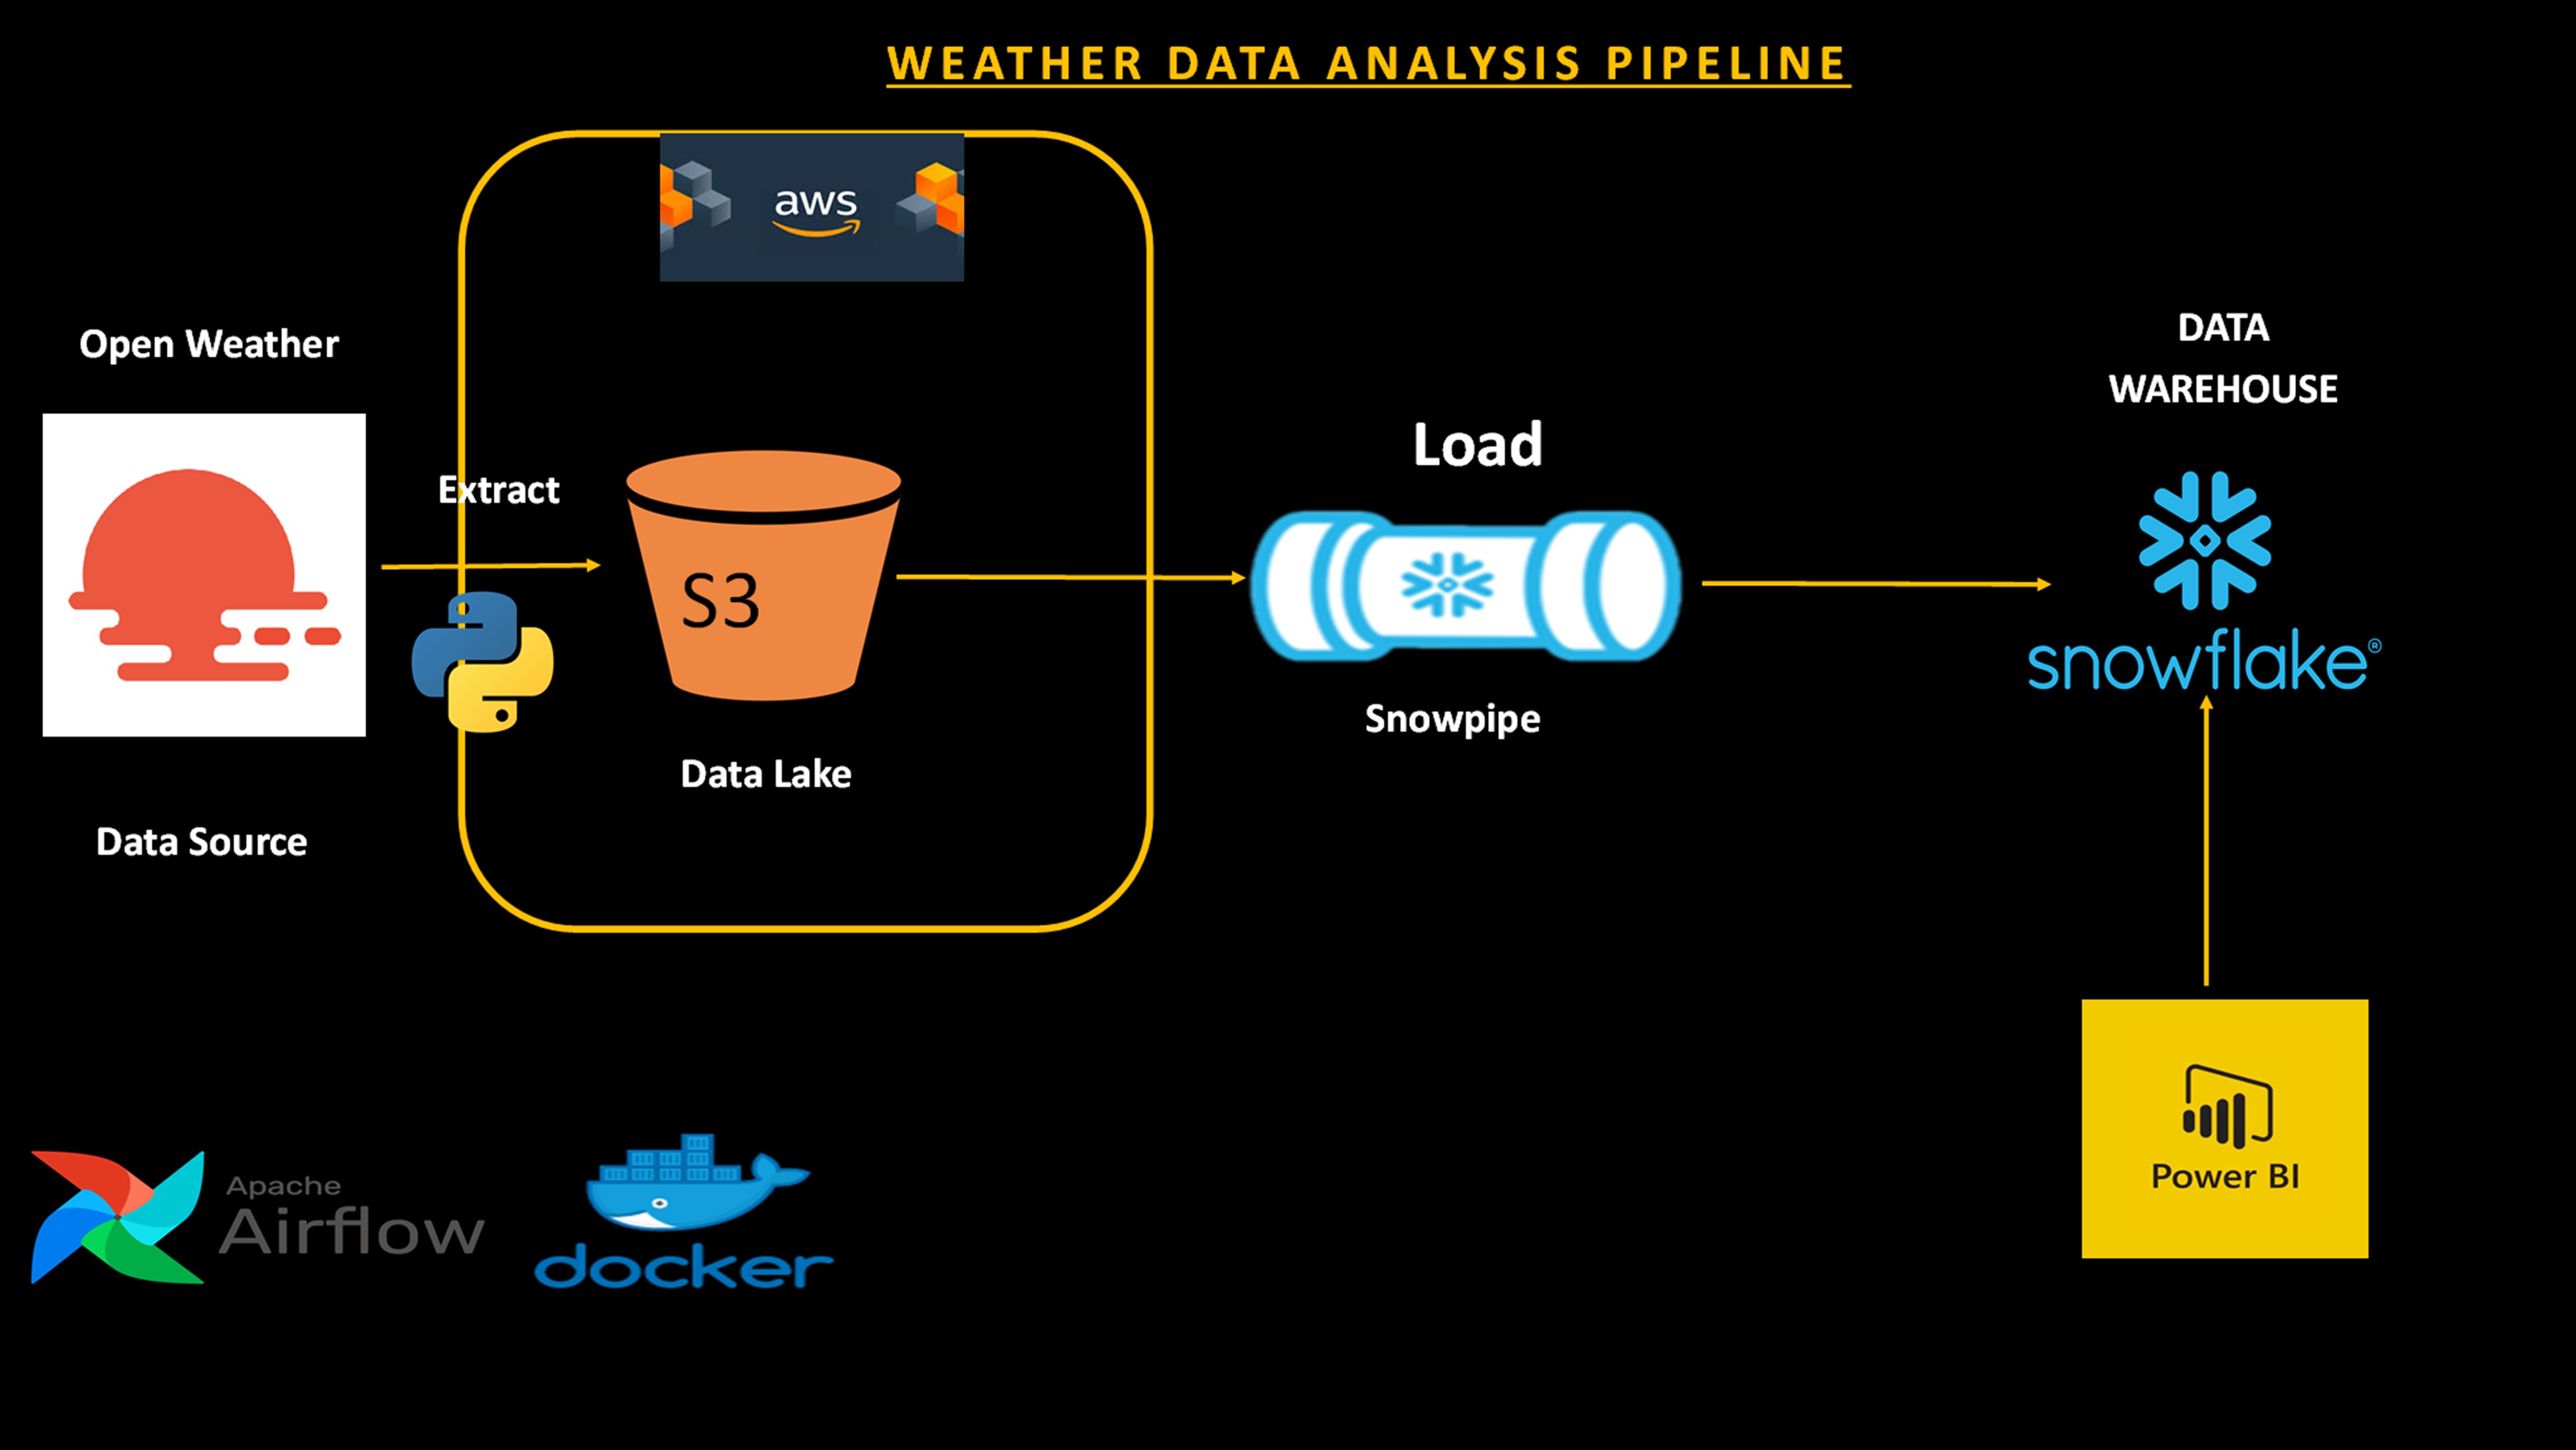 WEATHER DATA ANALYSIS PIPELINE
aws
Open Weather
Data Source
Extract
S3
Data Lake
Load
Snowpipe
DATA
WAREHOUSE
snowflake®
Power BI
Apache
Airflow
docker